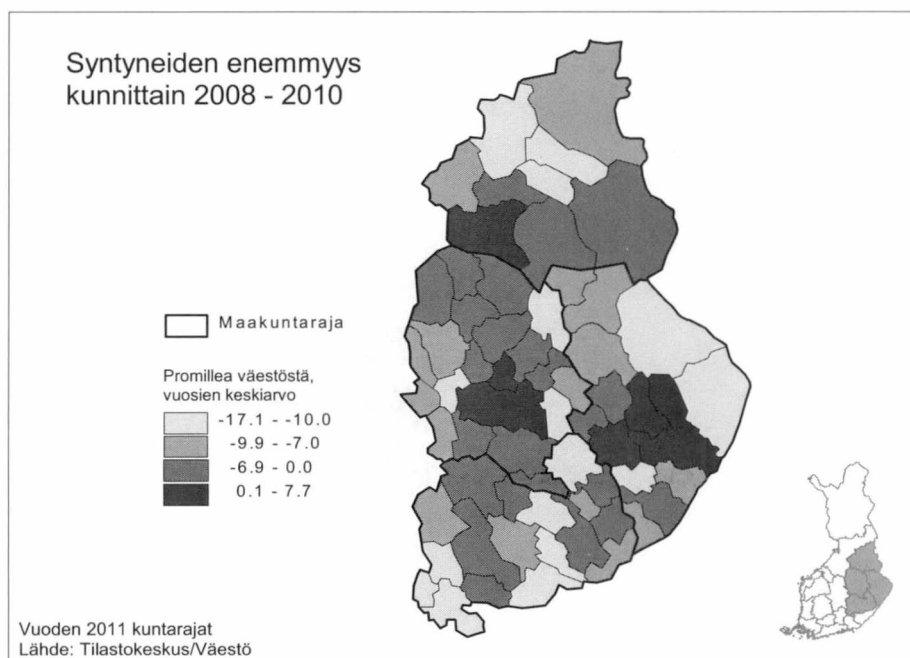 Syntyneiden enemmyys
kunnittain 2008 - 2010
Maakuntaraja
Promillea väestöstä,
vuosien keskiarvo
-17.1 - -10.0
-9.9 - -7.0
-6.9 - 0.0
0.1 - 7.7
Vuoden 2011 kuntarajat
Lähde: Tilastokeskus/Väestö